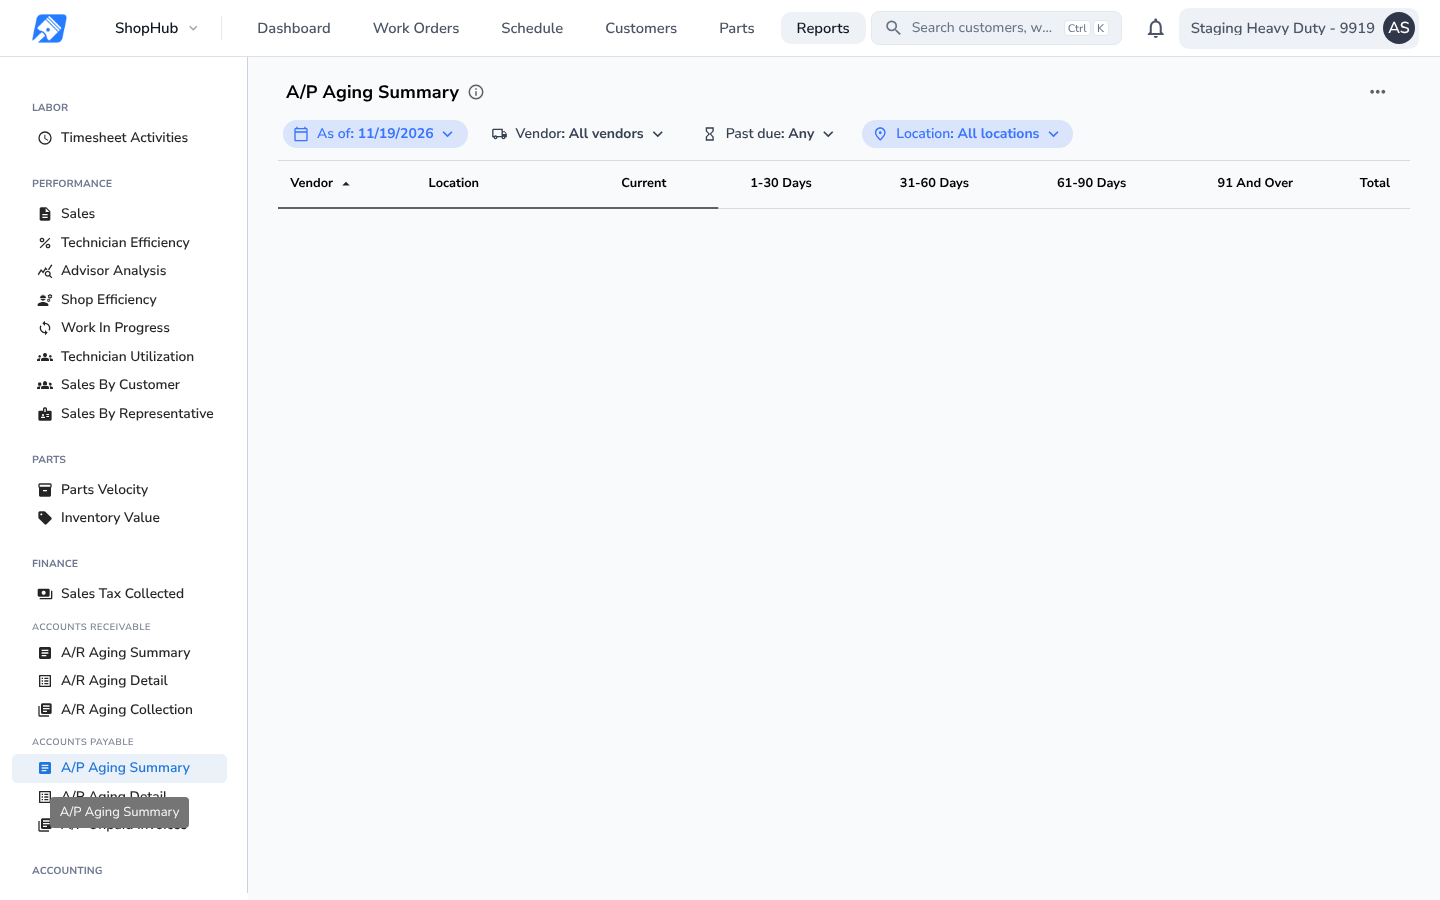 ShopHub
Dashboard
Work Orders
Schedule
Customers
Parts
Reports
Search customers, w...
Ctrl
K
Staging Heavy Duty - 9919
AS
LABOR
Timesheet Activities
PERFORMANCE
Sales
Technician Efficiency
Advisor Analysis
Shop Efficiency
Work In Progress
Technician Utilization
Sales By Customer
Sales By Representative
PARTS
Parts Velocity
Inventory Value
FINANCE
Sales Tax Collected
ACCOUNTS RECEIVABLE
A/R Aging Summary
A/R Aging Detail
A/R Aging Collection
ACCOUNTS PAYABLE
A/P Aging Summary
A/P Aging Detail
A/P Aging Summary
A/P Unpaid Invoices
ACCOUNTING
A/P Aging Summary
As of: 11/19/2026
Vendor: All vendors
Past due: Any
Location: All locations
Vendor
Location
Current
1-30 Days
31-60 Days
61-90 Days
91 And Over
Total